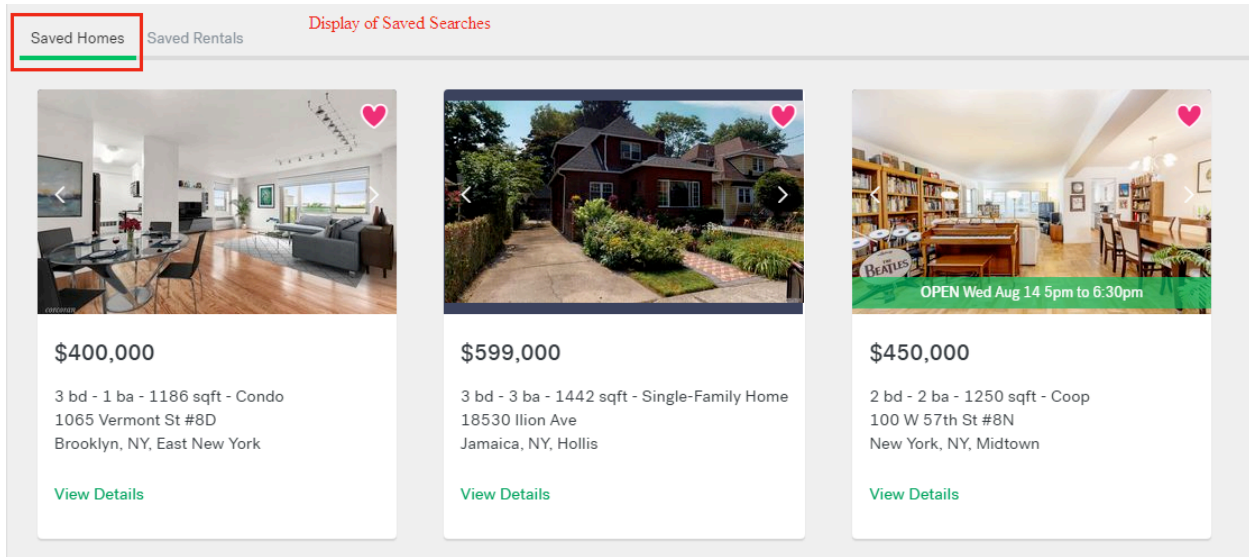 Display of Saved Searches
Saved Homes
Saved Rentals
corcoran
THE
BEATLES
OPEN Wed Aug 14 5pm to 6:30pm
$400,000
3 bd - 1 ba - 1186 sqft - Condo
1065 Vermont St #8D
Brooklyn, NY, East New York
View Details
$599,000
3 bd - 3 ba - 1442 sqft - Single-Family Home
18530 Ilion Ave
Jamaica, NY, Hollis
View Details
$450,000
2 bd - 2 ba - 1250 sqft - Coop
100 W 57th St #8N
New York, NY, Midtown
View Details